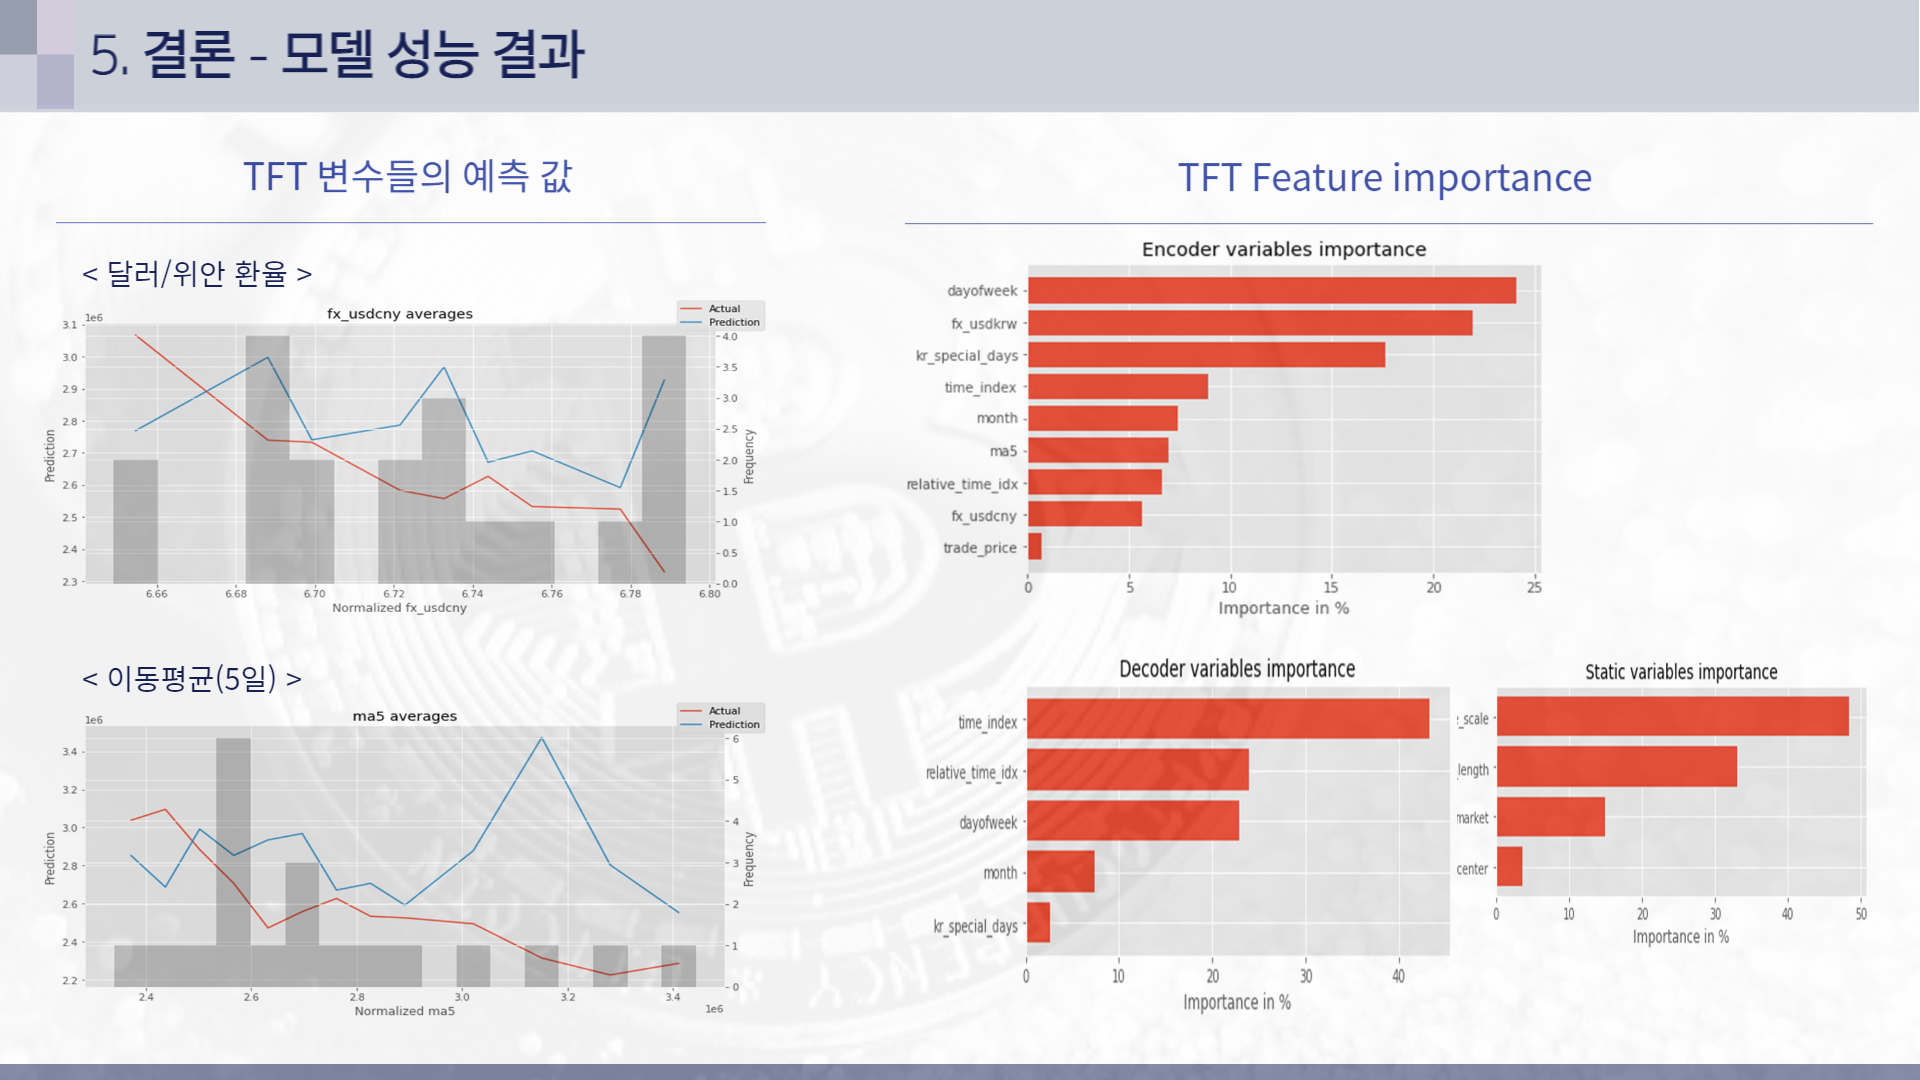 5. 결론 - 모델 성능 결과
TFT 변수들의 예측 값
< 달러/위안 환율 >
fx_usdcny averages
Actual
Prediction
1e6
3.1
3.0
2.9
2.8
2.7
2.6
2.5
2.4
2.3
Prediction
4.0
3.5
3.0
2.5
2.0
1.5
1.0
0.5
0.0
Frequency
6.66 6.68 6.70 6.72 6.74 6.76 6.78 6.80
Normalized fx_usdcny
< 이동평균(5일) >
ma5 averages
Actual
Prediction
1e6
3.4
3.2
3.0
2.8
2.6
2.4
2.2
Prediction
6
5
4
3
2
1
0
Frequency
2.4 2.6 2.8 3.0 3.2 3.4
1e6
Normalized ma5
TFT Feature importance
Encoder variables importance
dayofweek
fx_usdkrw
kr_special_days
time_index
month
ma5
relative_time_idx
fx_usdcny
trade_price
0 5 10 15 20 25
Importance in %
Decoder variables importance
time_index
relative_time_idx
dayofweek
month
kr_special_days
0 10 20 30 40
Importance in %
Static variables importance
_scale
_length
market
center
0 10 20 30 40 50
Importance in %